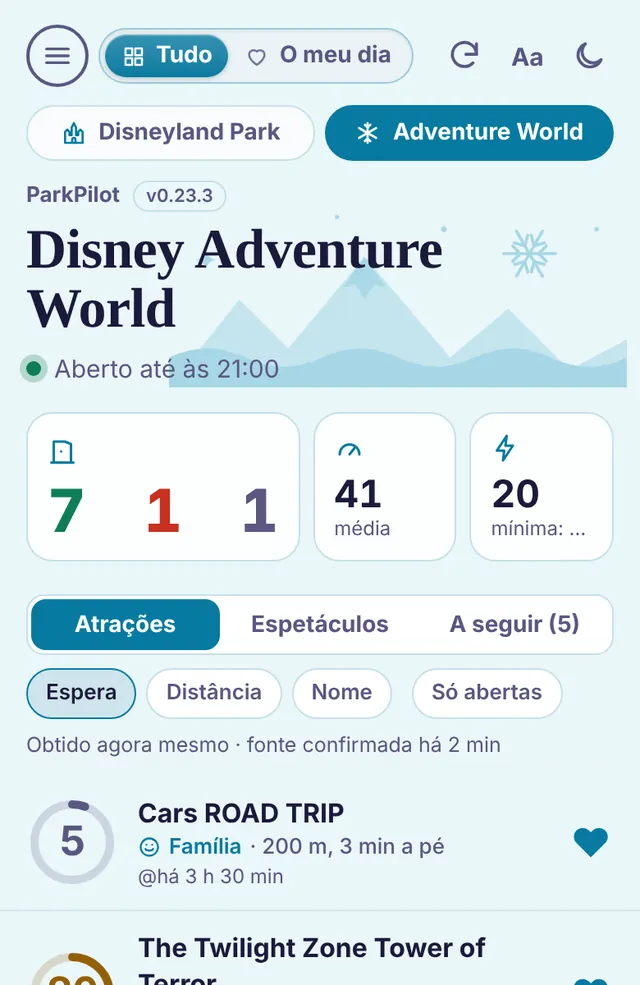 Tudo
O meu dia
Aa
Disneyland Park
Adventure World
ParkPilot
v0.23.3
Disney Adventure
World
Aberto até às 21:00
7 1 1
41
média
20
mínima: ...
Atrações
Espetáculos
A seguir (5)
Espera
Distância
Nome
Só abertas
Obtido agora mesmo · fonte confirmada há 2 min
5
Cars ROAD TRIP
Família · 200 m, 3 min a pé
@há 3 h 30 min
The Twilight Zone Tower of
Terror